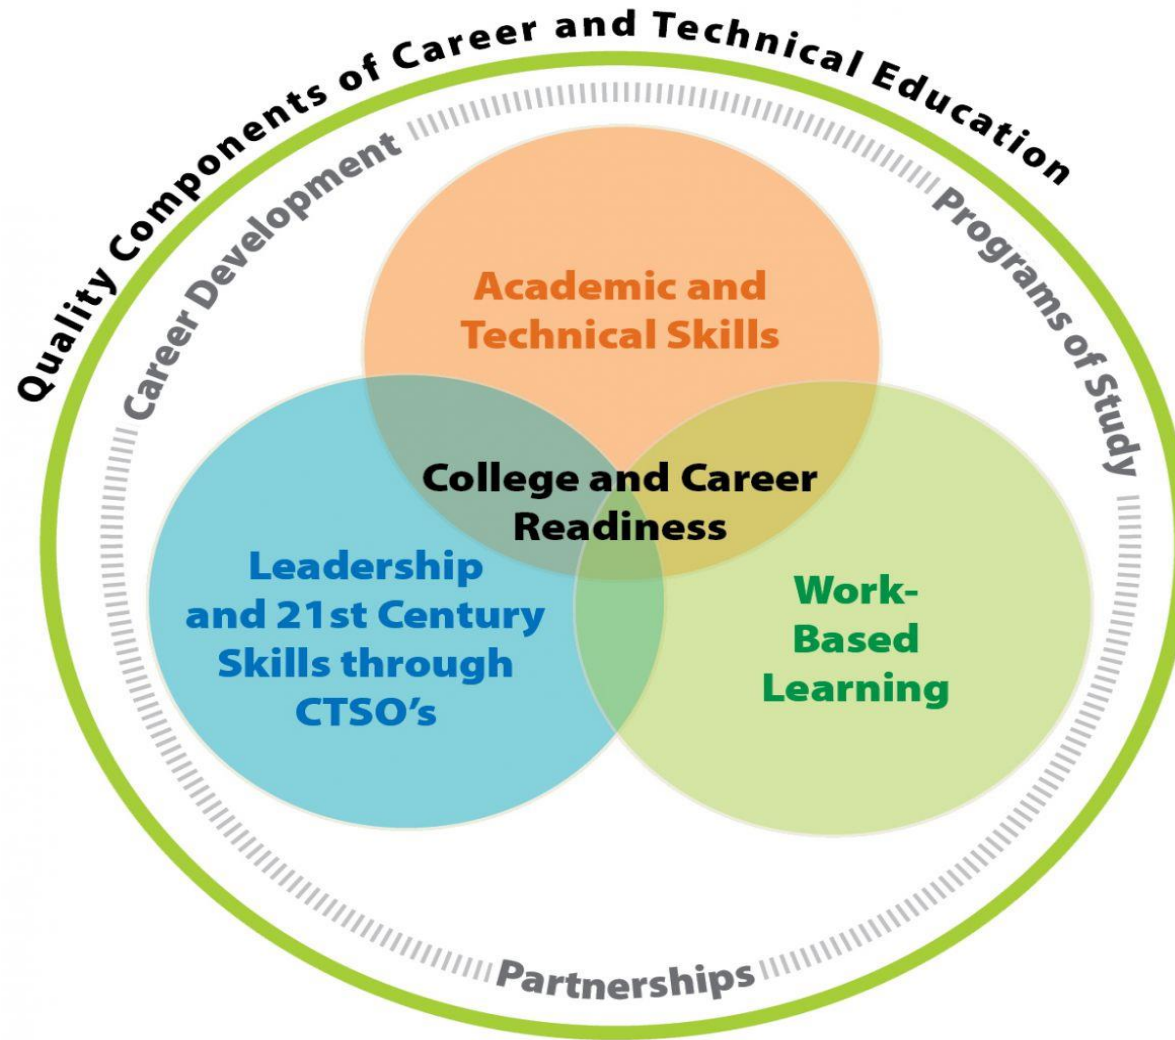 Quality Components of Career and Technical Education
Career Development
Programs of Study
Academic and
Technical Skills
College and Career
Readiness
Leadership
and 21st Century
Skills through
CTSO’s
Work-
Based
Learning
Partnerships